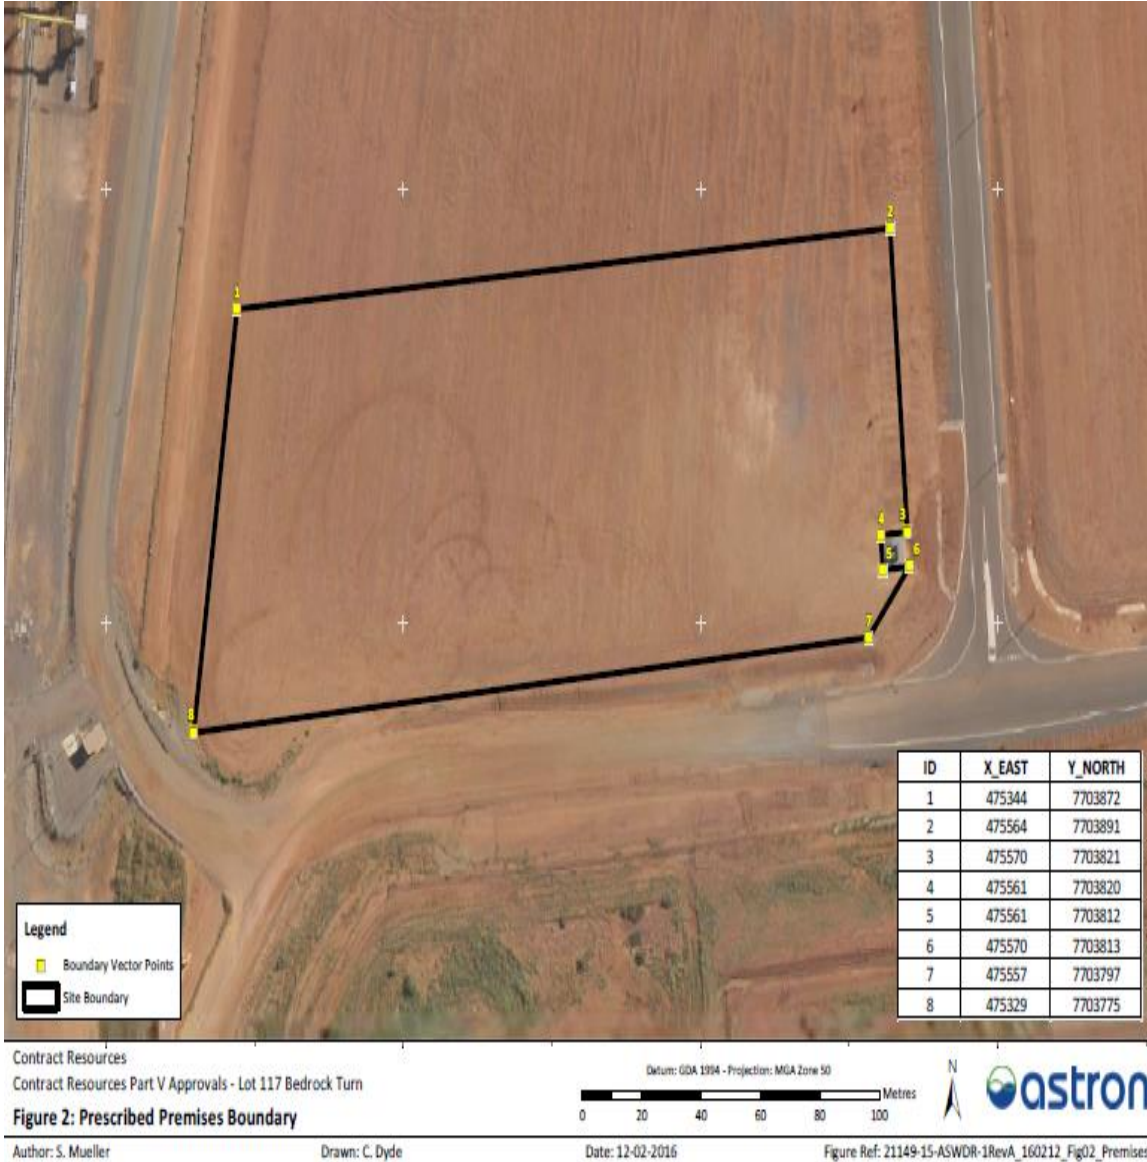 2
1
3
4
6
5
7
8
ID X_EAST Y_NORTH
1 475344 7703872
2 475564 7703891
3 475570 7703821
4 475561 7703820
5 475561 7703812
6 475570 7703813
7 475557 7703797
8 475329 7703775
Legend
Boundary Vector Points
Site Boundary
Contract Resources
Contract Resources Part V Approvals - Lot 117 Bedrock Turn
Figure 2: Prescribed Premises Boundary
Datum: GDA 1994 - Projection: MGA Zone 50
Metres
0 20 40 60 80 100
N
astron
Author: S. Mueller Drawn: C. Dyde Date: 12-02-2016 Figure Ref: 21149-15-ASWDR-1RevA_160212_Fig02_Premise